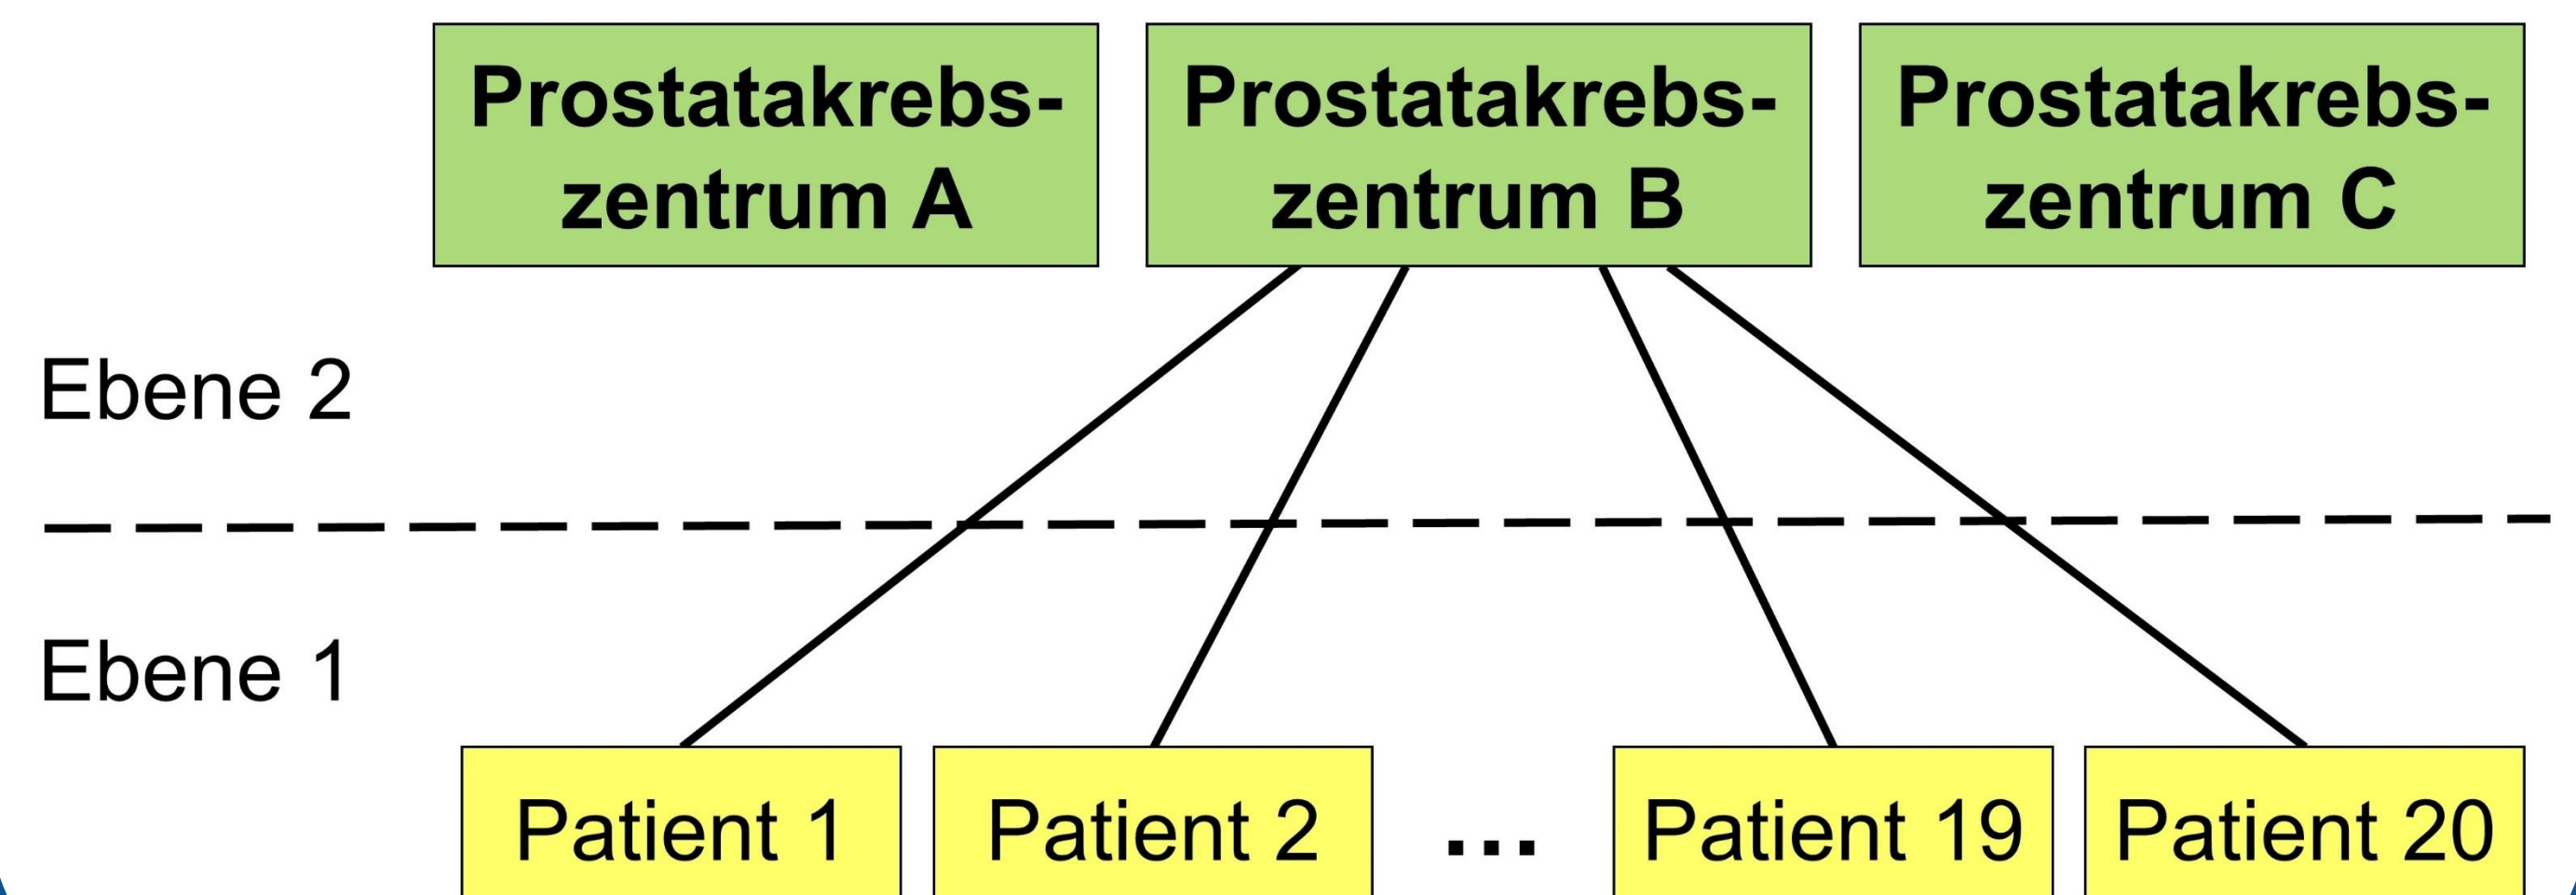 Prostatakrebs-
zentrum A
Prostatakrebs-
zentrum B
Prostatakrebs-
zentrum C
Ebene 2
Ebene 1
Patient 1
Patient 2
...
Patient 19
Patient 20